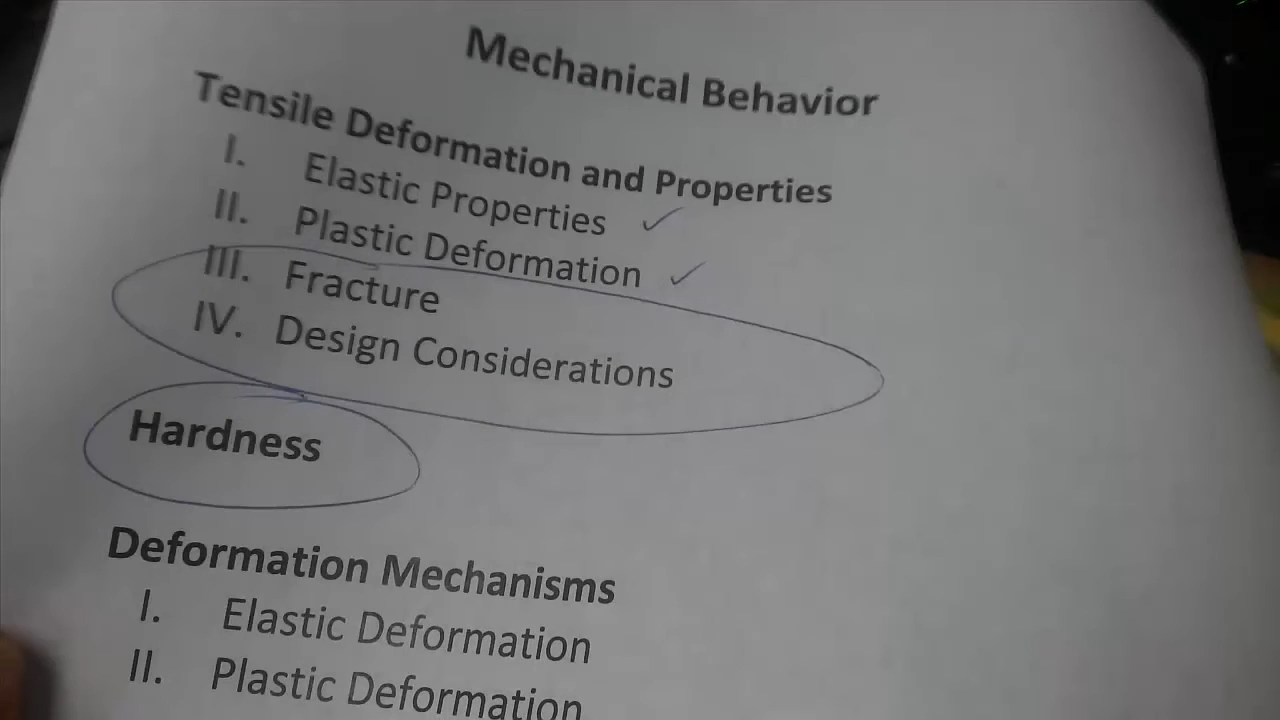 Mechanical Behavior
Tensile Deformation and Properties
I. Elastic Properties ✓
II. Plastic Deformation ✓
III. Fracture
IV. Design Considerations
Hardness
Deformation Mechanisms
I. Elastic Deformation
II. Plastic Deformation